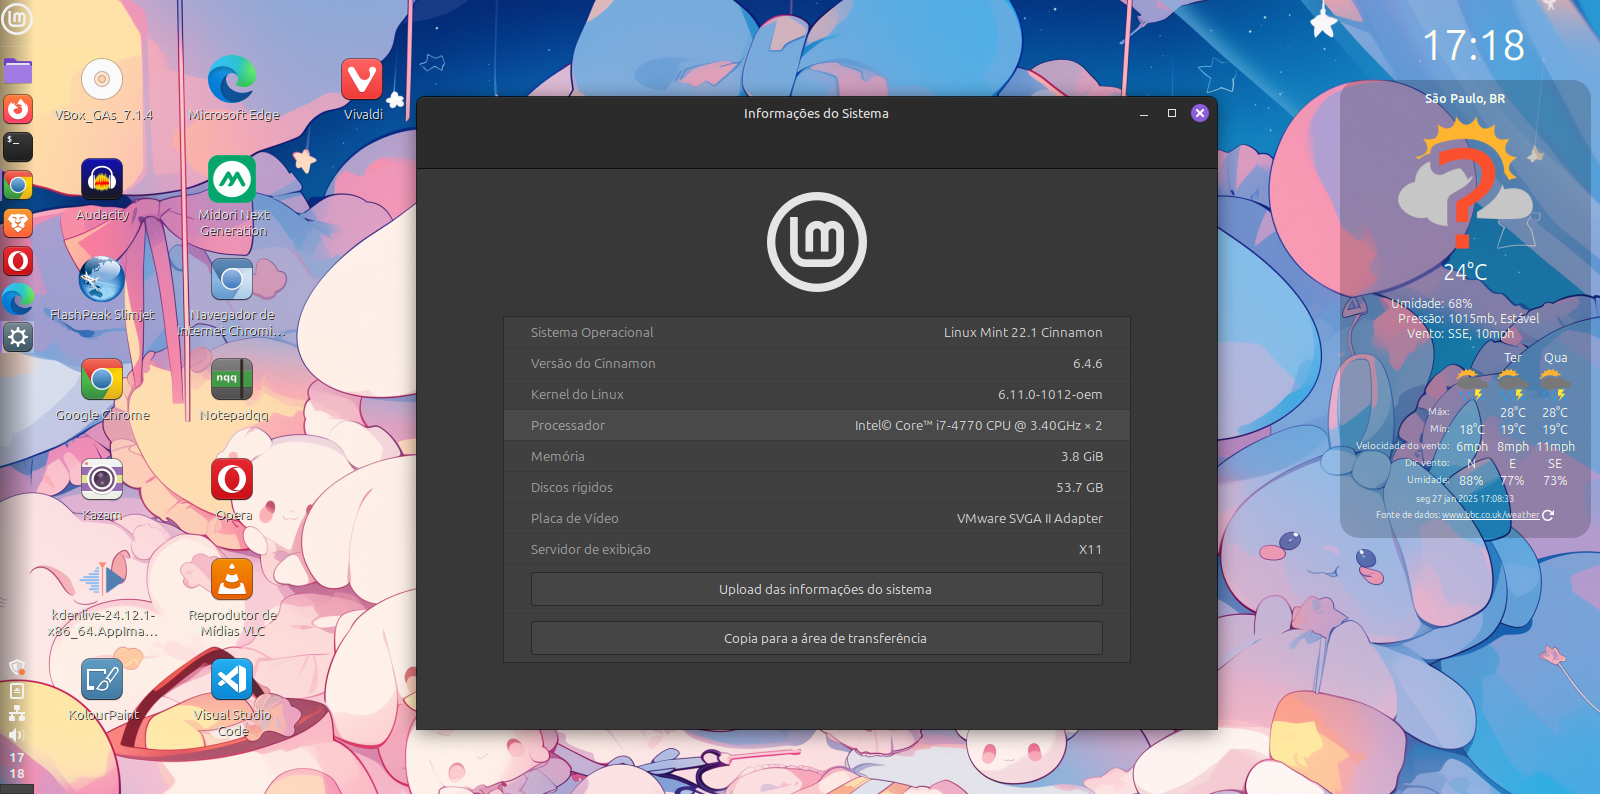 VBox_GAs_7.1.4
Microsoft Edge
Vivaldi
Audacity
Midori Next
Generation
FlashPeak Slimjet
Navegador de
Internet Chromi...
Google Chrome
nqq
Notepadqq
Kazam
Opera
kdenlive-24.12.1-
x86_64.AppIma...
Reprodutor de
Mídias VLC
KolourPaint
Visual Studio
Code
17
18
Informações do Sistema
lm
Sistema Operacional Linux Mint 22.1 Cinnamon
Versão do Cinnamon 6.4.6
Kernel do Linux 6.11.0-1012-oem
Processador Intel© Core™ i7-4770 CPU @ 3.40GHz × 2
Memória 3.8 GiB
Discos rígidos 53.7 GB
Placa de Vídeo VMware SVGA II Adapter
Servidor de exibição X11
Upload das informações do sistema
Copia para a área de transferência
17:18
São Paulo, BR
?
24°C
Umidade: 68%
Pressão: 1015mb, Estável
Vento: SSE, 10mph
Ter Qua
Máx: 28°C 28°C
Mín: 18°C 19°C 19°C
Velocidade do vento: 6mph 8mph 11mph
Dir. vento: N E SE
Umidade: 88% 77% 73%
seg 27 jan 2025 17:08:33
Fonte de dados: www.bbc.co.uk/weather